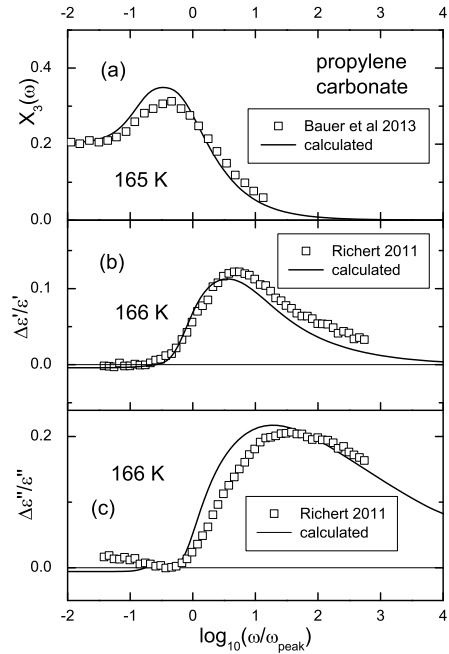 -2 -1 0 1 2 3 4
(a)
propylene
carbonate
0.4
0.2
0.0
X3(ω)
Bauer et al 2013
calculated
165 K
(b)
Richert 2011
calculated
166 K
0.1
0.0
Δε'/ε'
166 K
0.2
0.0
Δε''/ε''
(c)
Richert 2011
calculated
-2 -1 0 1 2 3 4
log10(ω/ωpeak)